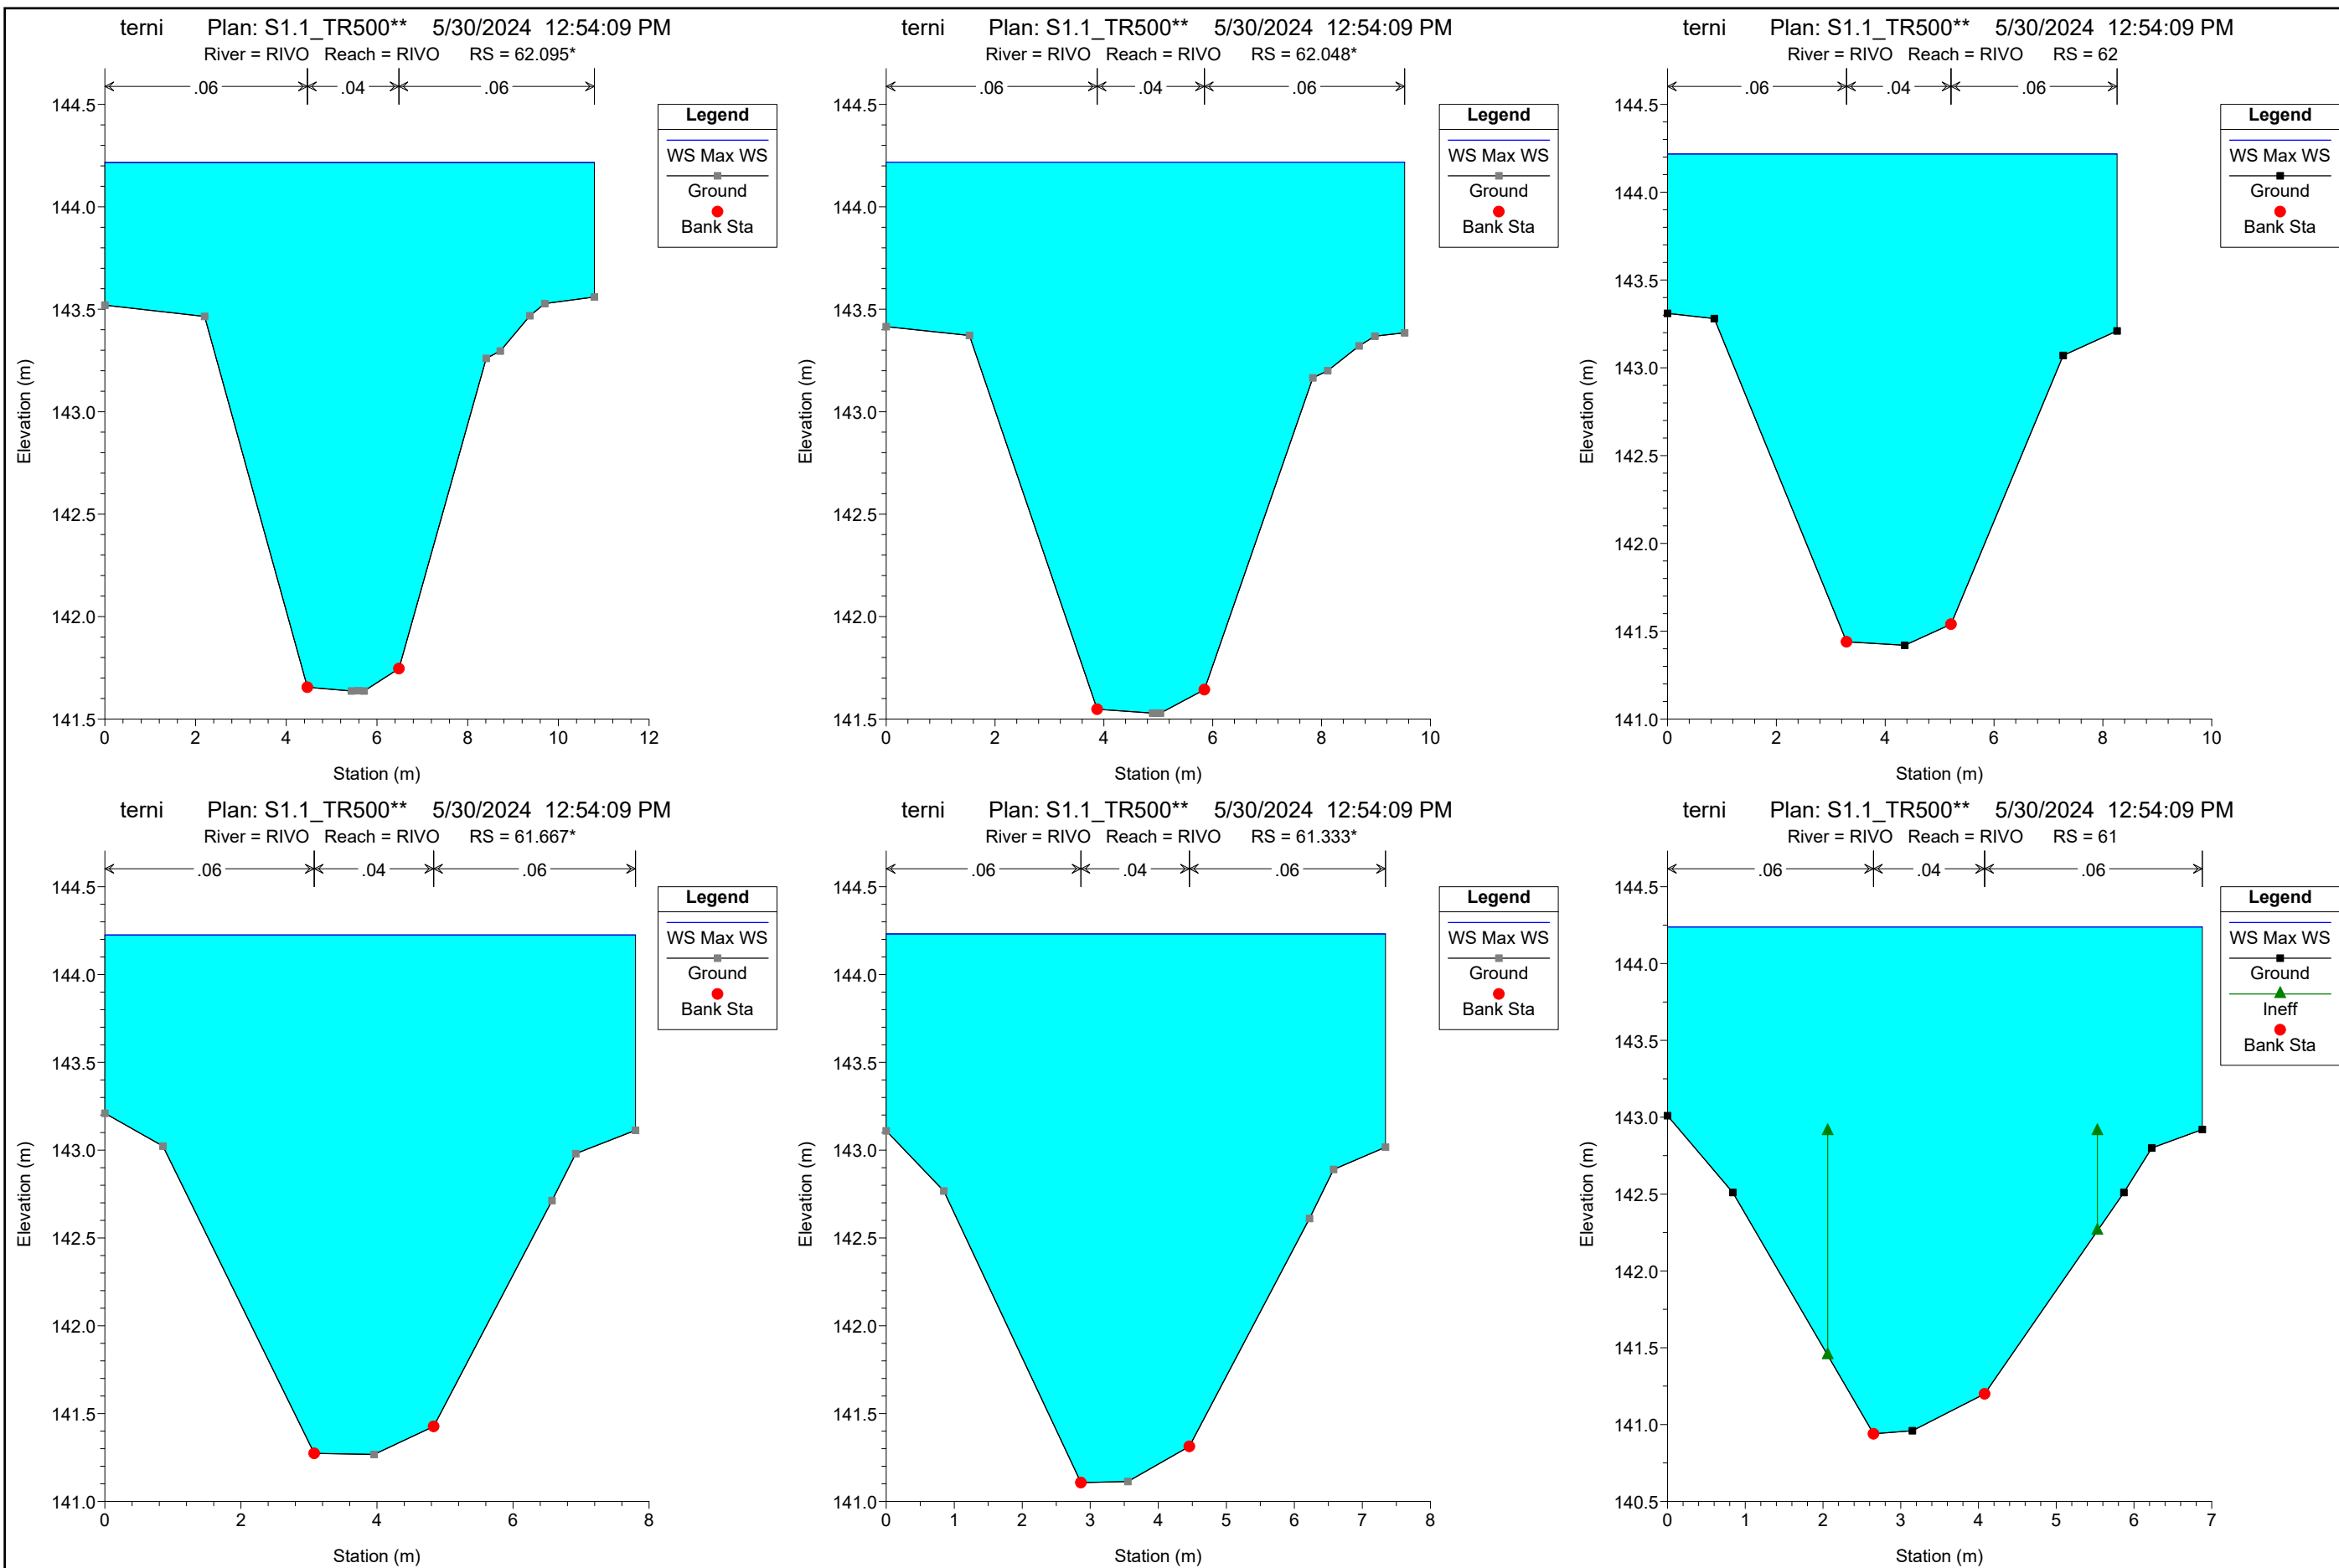 terni Plan: S1.1_TR500** 5/30/2024 12:54:09 PM
River = RIVO Reach = RIVO RS = 62.095*
.06 .04 .06
Legend
WS Max WS
Ground
Bank Sta
144.5
144.0
143.5
143.0
142.5
142.0
141.5
Elevation (m)
0 2 4 6 8 10 12
Station (m)
terni Plan: S1.1_TR500** 5/30/2024 12:54:09 PM
River = RIVO Reach = RIVO RS = 62.048*
.06 .04 .06
Legend
WS Max WS
Ground
Bank Sta
144.5
144.0
143.5
143.0
142.5
142.0
141.5
Elevation (m)
0 2 4 6 8 10
Station (m)
terni Plan: S1.1_TR500** 5/30/2024 12:54:09 PM
River = RIVO Reach = RIVO RS = 62
.06 .04 .06
Legend
WS Max WS
Ground
Bank Sta
144.5
144.0
143.5
143.0
142.5
142.0
141.5
141.0
Elevation (m)
0 2 4 6 8 10
Station (m)
terni Plan: S1.1_TR500** 5/30/2024 12:54:09 PM
River = RIVO Reach = RIVO RS = 61.667*
.06 .04 .06
Legend
WS Max WS
Ground
Bank Sta
144.5
144.0
143.5
143.0
142.5
142.0
141.5
141.0
Elevation (m)
0 2 4 6 8
Station (m)
terni Plan: S1.1_TR500** 5/30/2024 12:54:09 PM
River = RIVO Reach = RIVO RS = 61.333*
.06 .04 .06
Legend
WS Max WS
Ground
Bank Sta
144.5
144.0
143.5
143.0
142.5
142.0
141.5
141.0
Elevation (m)
0 1 2 3 4 5 6 7 8
Station (m)
terni Plan: S1.1_TR500** 5/30/2024 12:54:09 PM
River = RIVO Reach = RIVO RS = 61
.06 .04 .06
Legend
WS Max WS
Ground
Ineff
Bank Sta
144.5
144.0
143.5
143.0
142.5
142.0
141.5
141.0
140.5
Elevation (m)
0 1 2 3 4 5 6 7
Station (m)